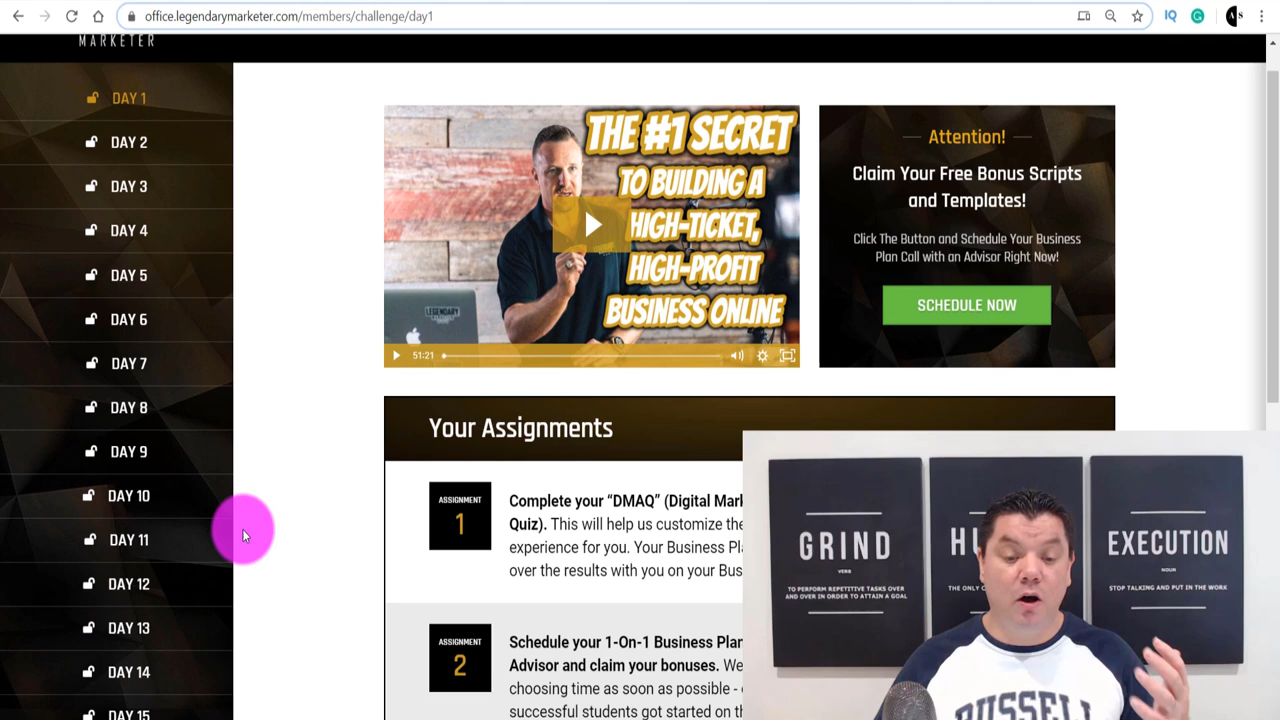 office.legendarymarketer.com/members/challenge/day1
MARKETER
DAY 1
DAY 2
DAY 3
DAY 4
DAY 5
DAY 6
DAY 7
DAY 8
DAY 9
DAY 10
DAY 11
DAY 12
DAY 13
DAY 14
DAY 15
THE #1 SECRET
TO BUILDING A
HIGH-TICKET,
HIGH-PROFIT
BUSINESS ONLINE
LEGENDARY
51:21
Attention!
Claim Your Free Bonus Scripts
and Templates!
Click The Button and Schedule Your Business
Plan Call with an Advisor Right Now!
SCHEDULE NOW
Your Assignments
ASSIGNMENT
1
Complete your “DMAQ” (Digital Mark
Quiz). This will help us customize the
experience for you. Your Business Pla
over the results with you on your Bus
ASSIGNMENT
2
Schedule your 1-On-1 Business Plan
Advisor and claim your bonuses. We
choosing time as soon as possible -
successful students got started on th
GRIND
VERB
TO PERFORM REPETITIVE TASKS OVER
AND OVER IN ORDER TO ATTAIN A GOAL
THE ONLY
EXECUTION
NOUN
STOP TALKING AND PUT IN THE WORK
RUSSELL